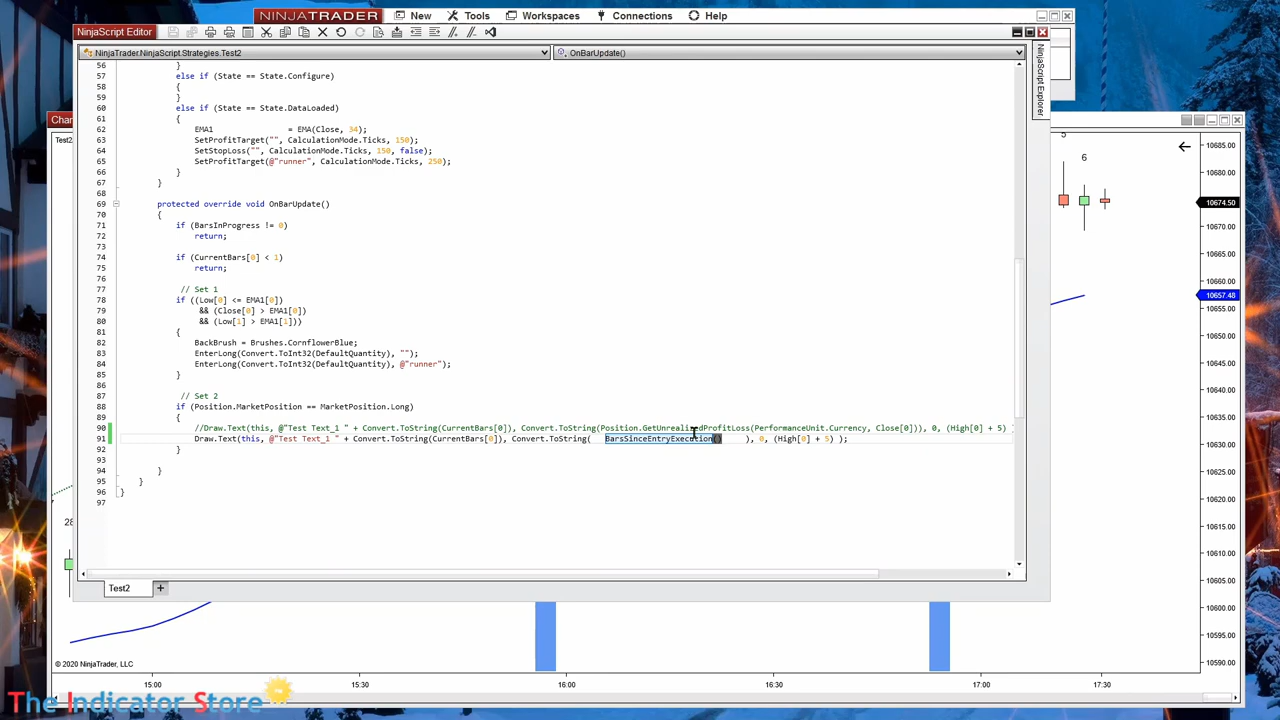 NINJATRADER New Tools Workspaces Connections Help
NinjaScript Editor
NinjaTrader.NinjaScript.Strategies.Test2 OnBarUpdate()
NinjaScript Explorer
Test2
56 }
57 else if (State == State.Configure)
58 {
59 }
60 else if (State == State.DataLoaded)
61 {
62 EMA1 = EMA(Close, 34);
63 SetProfitTarget("", CalculationMode.Ticks, 150);
64 SetStopLoss("", CalculationMode.Ticks, 150, false);
65 SetProfitTarget(@"runner", CalculationMode.Ticks, 250);
66 }
67 }
68
69 protected override void OnBarUpdate()
70 {
71 if (BarsInProgress != 0)
72 return;
73
74 if (CurrentBars[0] < 1)
75 return;
76
77 // Set 1
78 if ((Low[0] <= EMA1[0])
79 && (Close[0] > EMA1[0])
80 && (Low[1] > EMA1[1]))
81 {
82 BackBrush = Brushes.CornflowerBlue;
83 EnterLong(Convert.ToInt32(DefaultQuantity), "");
84 EnterLong(Convert.ToInt32(DefaultQuantity), @"runner");
85 }
86
87 // Set 2
88 if (Position.MarketPosition == MarketPosition.Long)
89 {
90 //Draw.Text(this, @"Test Text_1 " + Convert.ToString(CurrentBars[0]), Convert.ToString(Position.GetUnrealizedProfitLoss(PerformanceUnit.Currency, Close[0])), 0, (High[0] + 5)
91 Draw.Text(this, @"Test Text_1 " + Convert.ToString(CurrentBars[0]), Convert.ToString( BarsSinceEntryExecution() ), 0, (High[0] + 5) );
92 }
93
94 }
95 }
96 }
97
Test2 +
5
6
28
10685.00
10680.00
10674.50
10670.00
10665.00
10660.00
10657.48
10650.00
10645.00
10640.00
10635.00
10630.00
10625.00
10620.00
10615.00
10610.00
10605.00
10600.00
10595.00
10590.00
© 2020 NinjaTrader, LLC
15:00 15:30 16:00 16:30 17:00 17:30
The Indicator Store